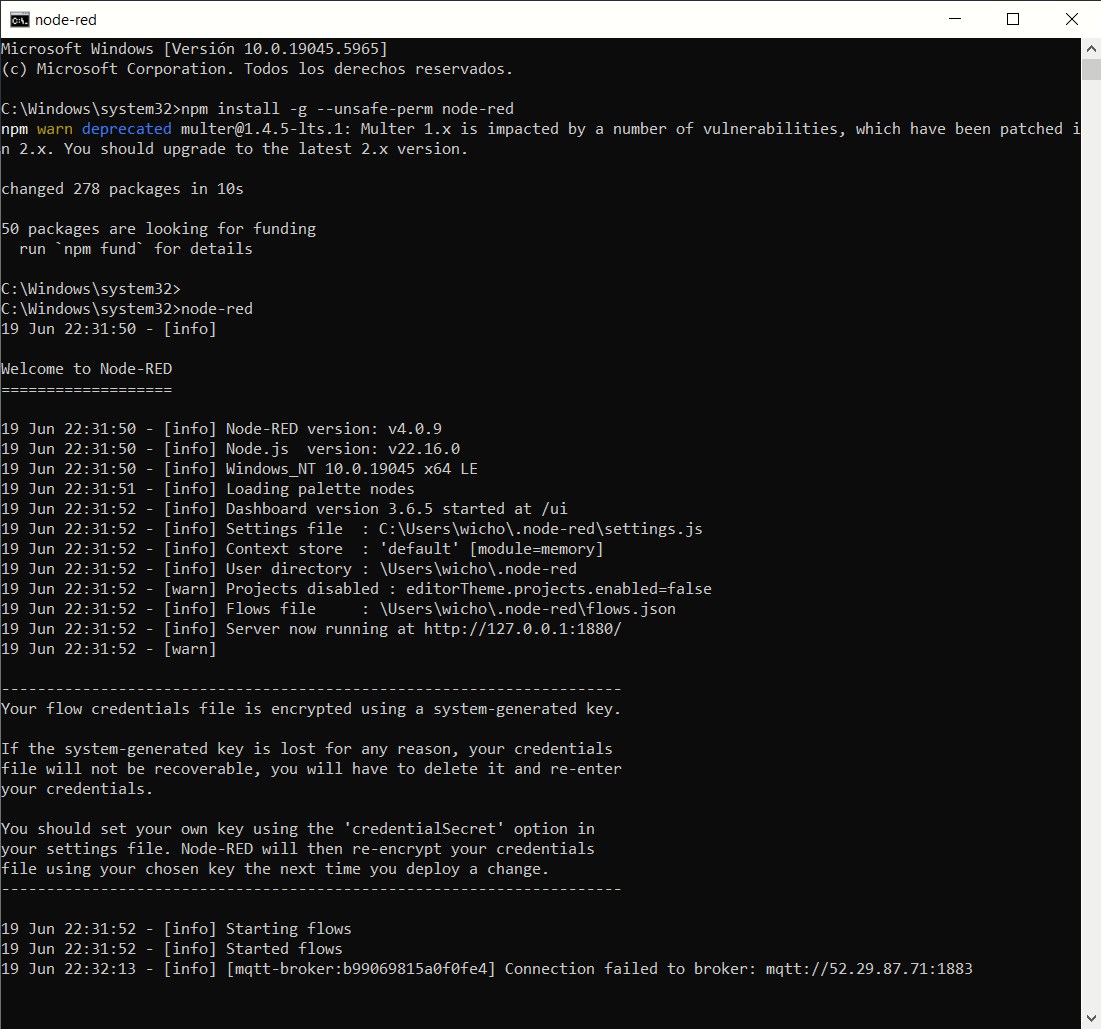 node-red
Microsoft Windows [Versión 10.0.19045.5965]
(c) Microsoft Corporation. Todos los derechos reservados.
C:\Windows\system32>npm install -g --unsafe-perm node-red
npm warn deprecated multer@1.4.5-lts.1: Multer 1.x is impacted by a number of vulnerabilities, which have been patched i
n 2.x. You should upgrade to the latest 2.x version.
changed 278 packages in 10s
50 packages are looking for funding
  run `npm fund` for details
C:\Windows\system32>
C:\Windows\system32>node-red
19 Jun 22:31:50 - [info]
Welcome to Node-RED
===================
19 Jun 22:31:50 - [info] Node-RED version: v4.0.9
19 Jun 22:31:50 - [info] Node.js  version: v22.16.0
19 Jun 22:31:50 - [info] Windows_NT 10.0.19045 x64 LE
19 Jun 22:31:51 - [info] Loading palette nodes
19 Jun 22:31:52 - [info] Dashboard version 3.6.5 started at /ui
19 Jun 22:31:52 - [info] Settings file  : C:\Users\wicho\.node-red\settings.js
19 Jun 22:31:52 - [info] Context store  : 'default' [module=memory]
19 Jun 22:31:52 - [info] User directory : \Users\wicho\.node-red
19 Jun 22:31:52 - [warn] Projects disabled : editorTheme.projects.enabled=false
19 Jun 22:31:52 - [info] Flows file     : \Users\wicho\.node-red\flows.json
19 Jun 22:31:52 - [info] Server now running at http://127.0.0.1:1880/
19 Jun 22:31:52 - [warn]
---------------------------------------------------------------------
Your flow credentials file is encrypted using a system-generated key.
If the system-generated key is lost for any reason, your credentials
file will not be recoverable, you will have to delete it and re-enter
your credentials.
You should set your own key using the 'credentialSecret' option in
your settings file. Node-RED will then re-encrypt your credentials
file using your chosen key the next time you deploy a change.
---------------------------------------------------------------------
19 Jun 22:31:52 - [info] Starting flows
19 Jun 22:31:52 - [info] Started flows
19 Jun 22:32:13 - [info] [mqtt-broker:b99069815a0f0fe4] Connection failed to broker: mqtt://52.29.87.71:1883